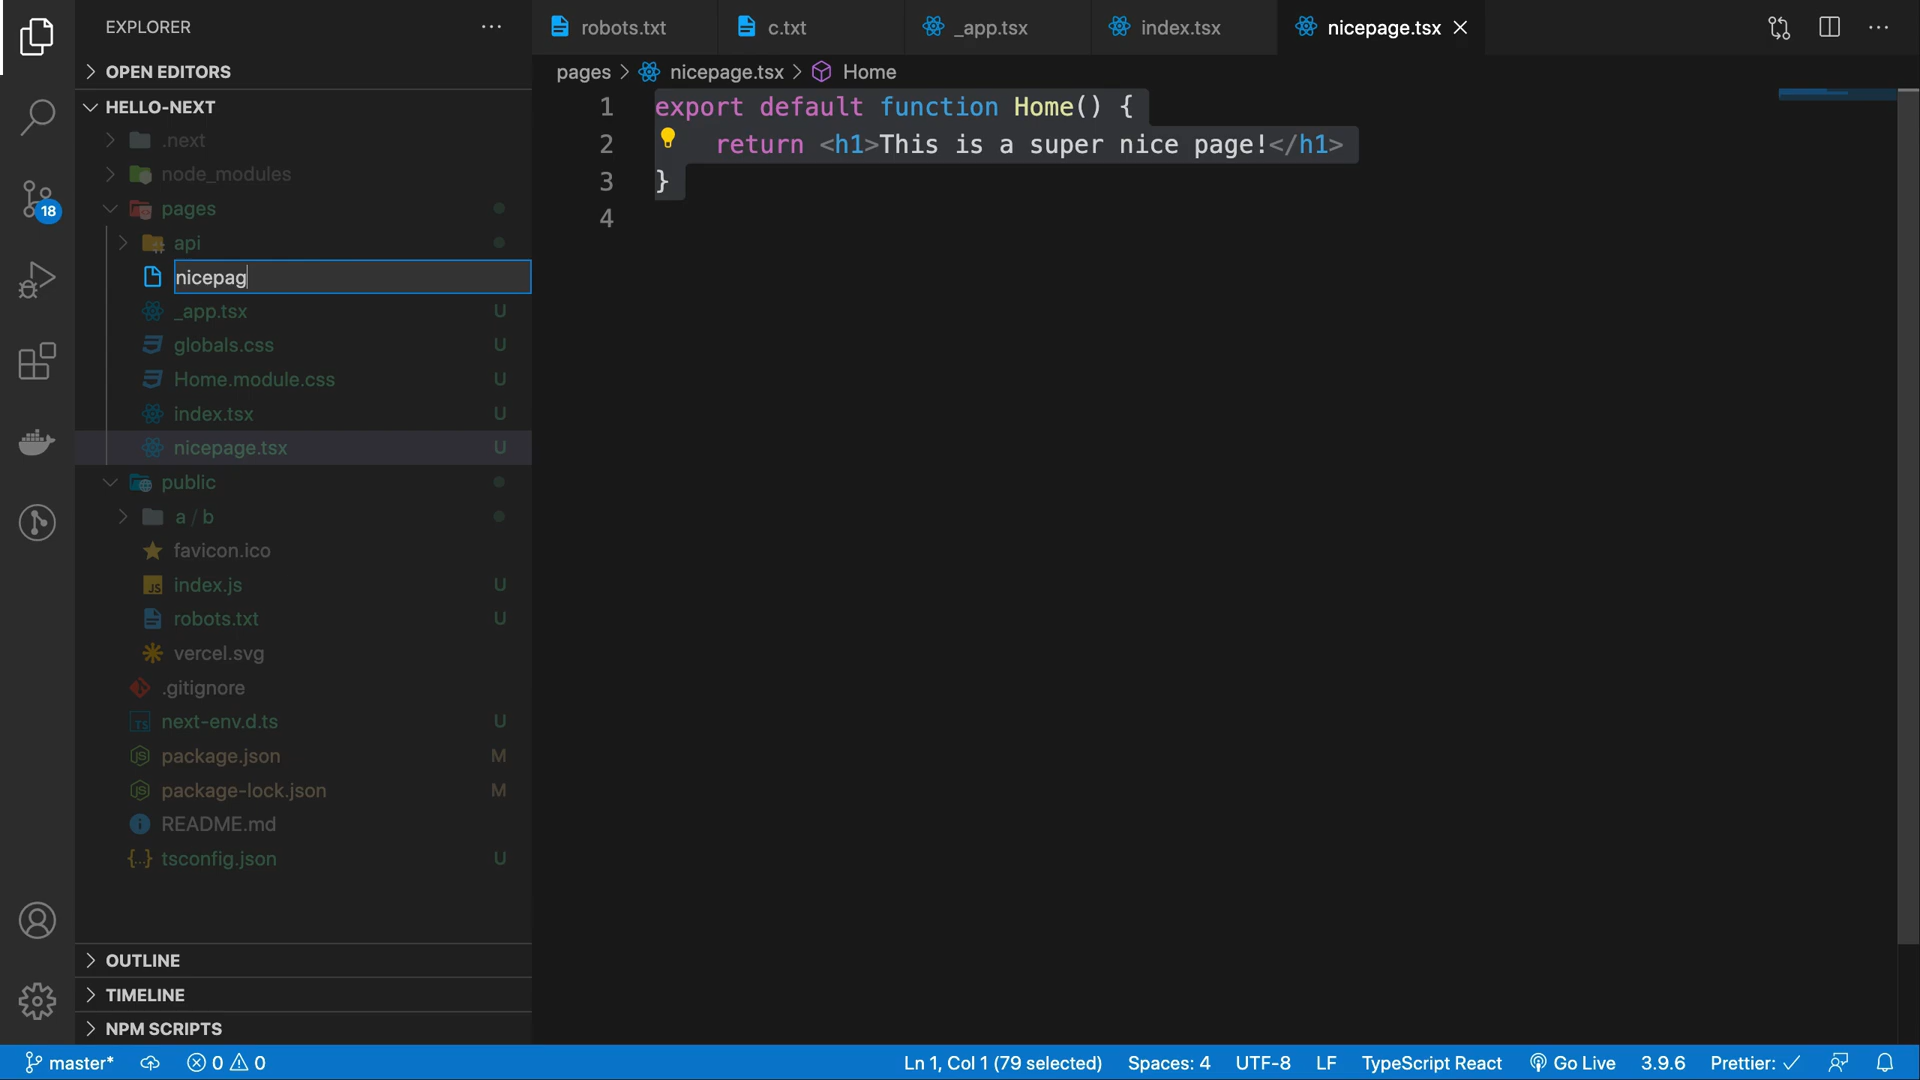 EXPLORER
OPEN EDITORS
HELLO-NEXT
.next
node_modules
pages
api
nicepag
_app.tsx U
globals.css U
Home.module.css U
index.tsx U
nicepage.tsx U
public
a / b
favicon.ico
JS index.js U
robots.txt U
vercel.svg
.gitignore
TS next-env.d.ts U
JS package.json M
JS package-lock.json M
README.md
{..} tsconfig.json U
OUTLINE
TIMELINE
NPM SCRIPTS
18
robots.txt c.txt _app.tsx index.tsx nicepage.tsx
pages > nicepage.tsx > Home
1 export default function Home() {
2 return <h1>This is a super nice page!</h1>
3 }
4
master* 0 0 Ln 1, Col 1 (79 selected) Spaces: 4 UTF-8 LF TypeScript React Go Live 3.9.6 Prettier: ✓